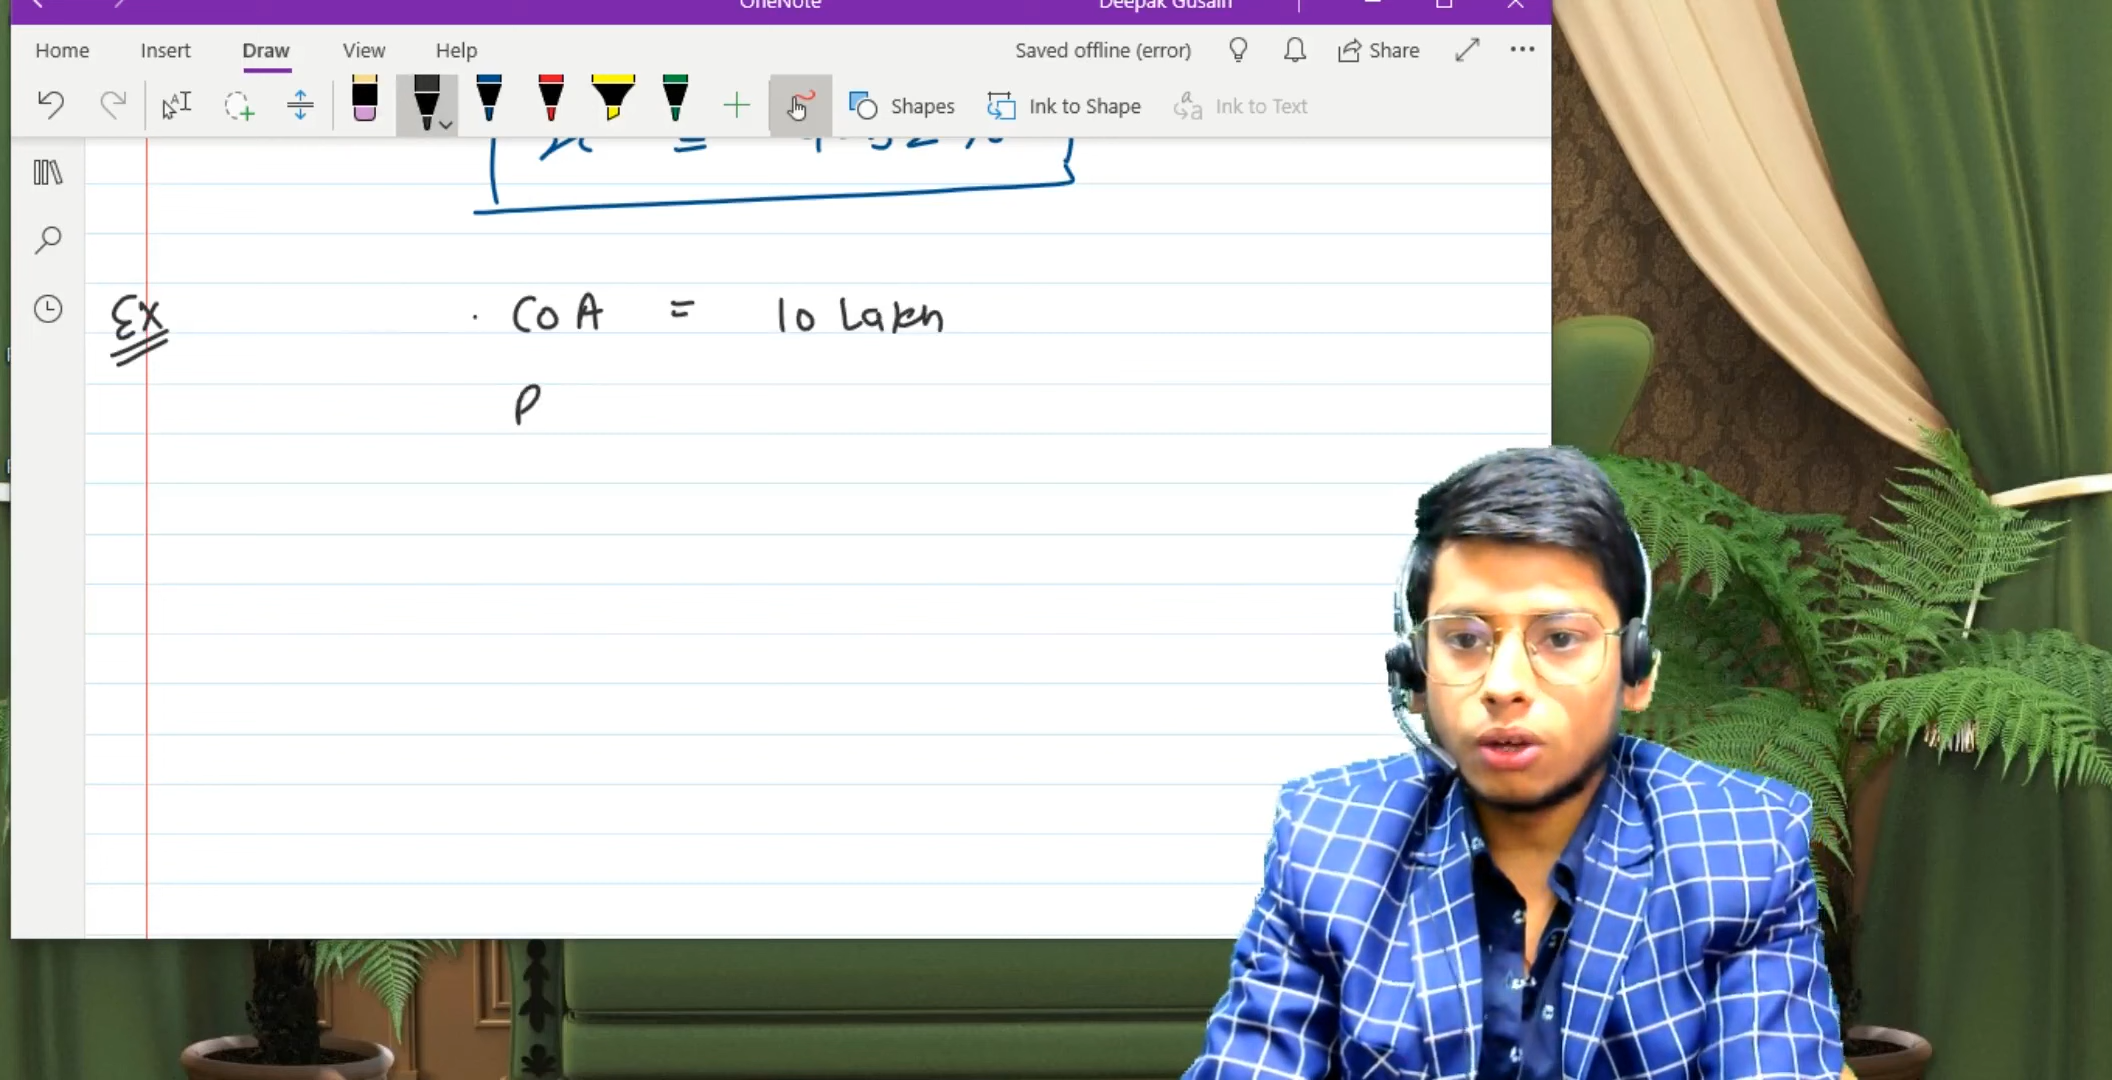 OneNote Deepak Gusain
Home Insert Draw View Help Saved offline (error) Share
Shapes Ink to Shape Ink to Text
Ex . COA = 10 Lakh
P